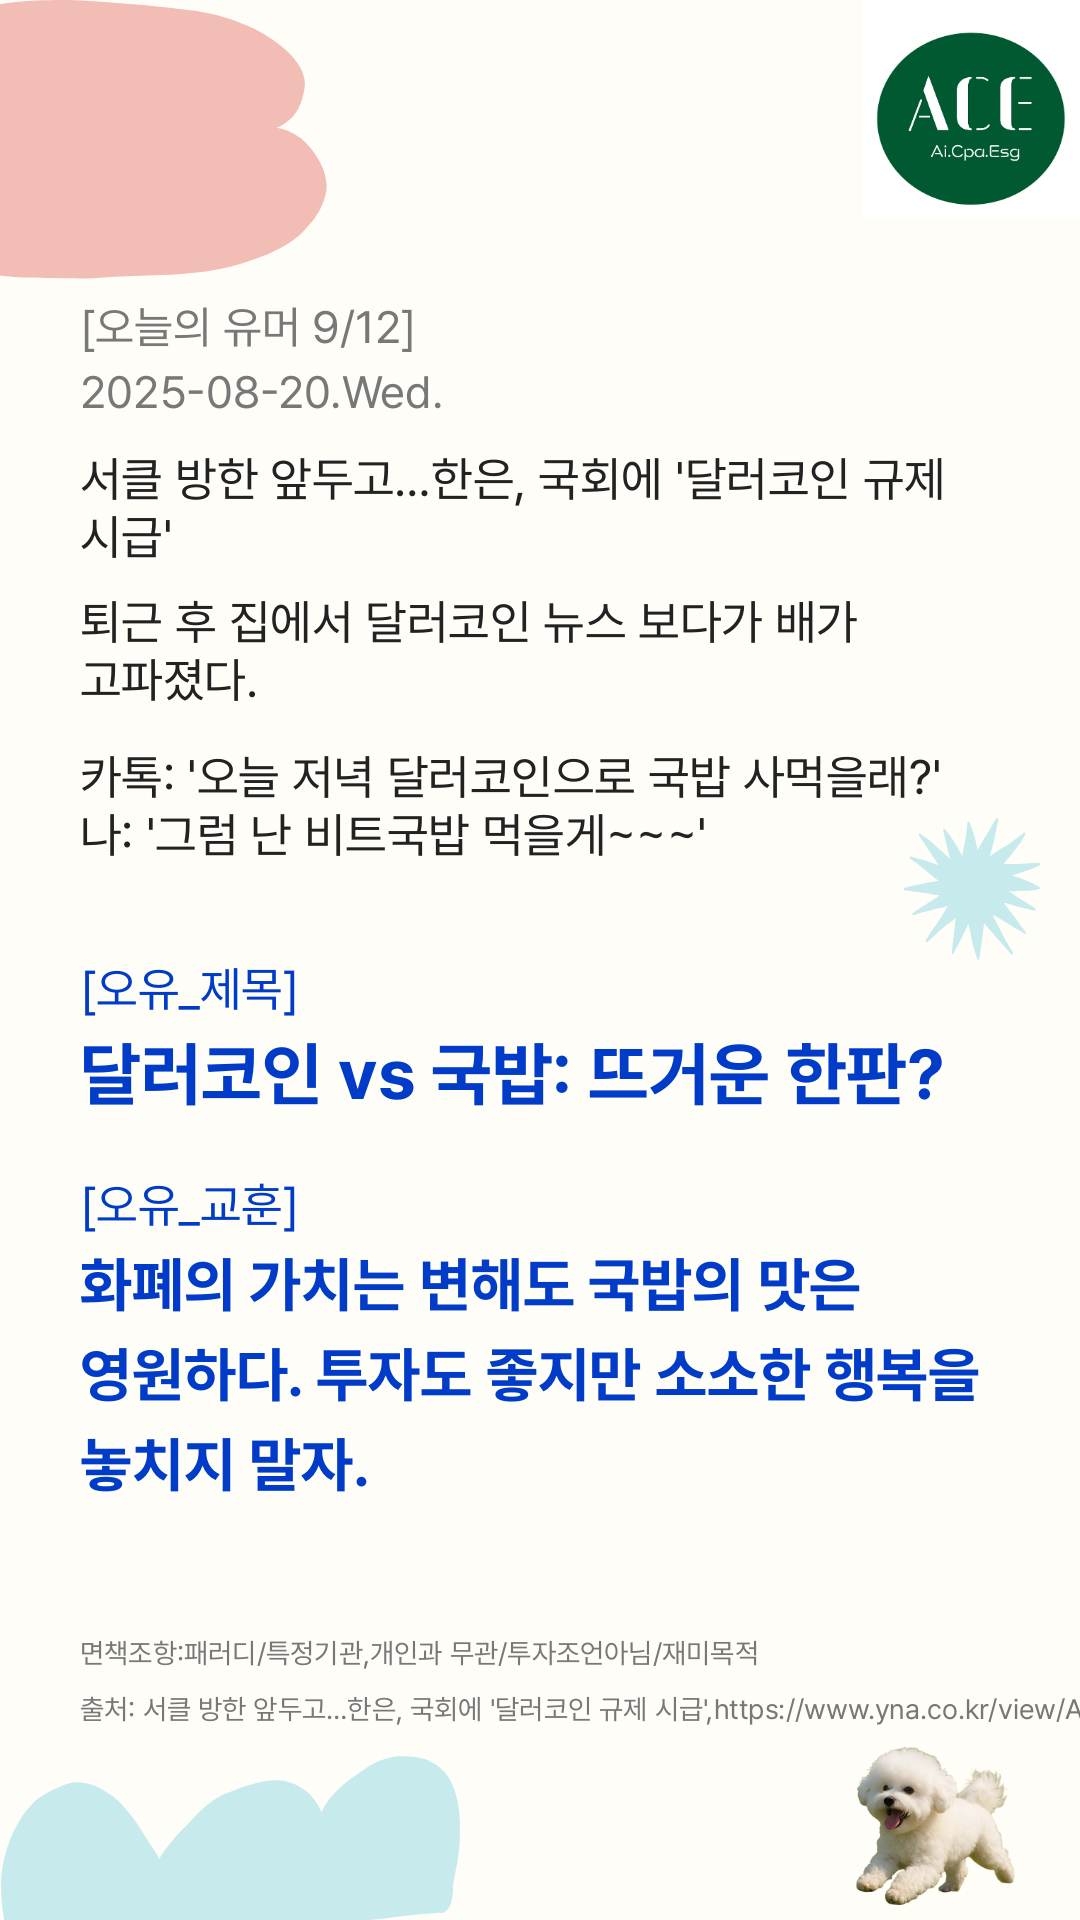 ACE
Ai.Cpa.Esg
[오늘의 유머 9/12]
2025-08-20.Wed.
서클 방한 앞두고...한은, 국회에 '달러코인 규제
시급'
퇴근 후 집에서 달러코인 뉴스 보다가 배가
고파졌다.
카톡: '오늘 저녁 달러코인으로 국밥 사먹을래?'
나: '그럼 난 비트국밥 먹을게~~~'
[오유_제목]
달러코인 vs 국밥: 뜨거운 한판?
[오유_교훈]
화폐의 가치는 변해도 국밥의 맛은
영원하다. 투자도 좋지만 소소한 행복을
놓치지 말자.
면책조항:패러디/특정기관,개인과 무관/투자조언아님/재미목적
출처: 서클 방한 앞두고...한은, 국회에 '달러코인 규제 시급',https://www.yna.co.kr/view/A